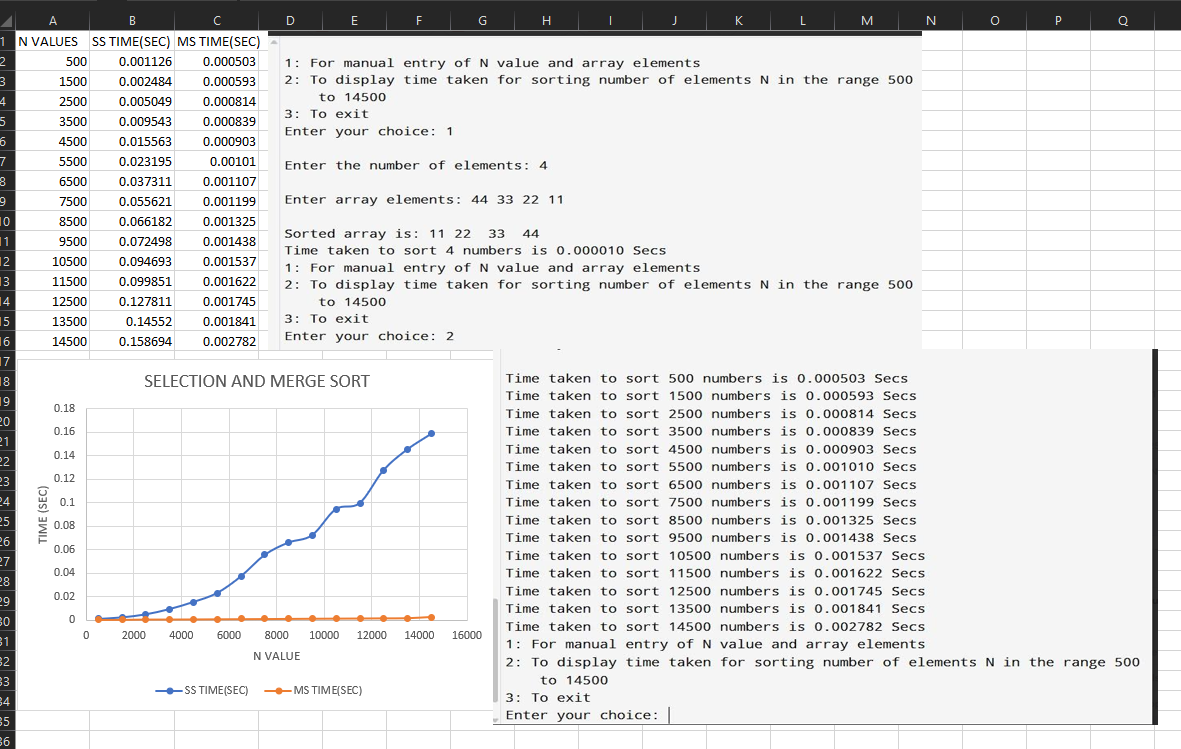 A B C D E F G H I J K L M N O P Q
1 N VALUES SS TIME(SEC) MS TIME(SEC)
2 500 0.001126 0.000503
3 1500 0.002484 0.000593
4 2500 0.005049 0.000814
5 3500 0.009543 0.000839
6 4500 0.015563 0.000903
7 5500 0.023195 0.00101
8 6500 0.037311 0.001107
9 7500 0.055621 0.001199
10 8500 0.066182 0.001325
11 9500 0.072498 0.001438
12 10500 0.094693 0.001537
13 11500 0.099851 0.001622
14 12500 0.127811 0.001745
15 13500 0.14552 0.001841
16 14500 0.158694 0.002782
1: For manual entry of N value and array elements
2: To display time taken for sorting number of elements N in the range 500
to 14500
3: To exit
Enter your choice: 1
Enter the number of elements: 4
Enter array elements: 44 33 22 11
Sorted array is: 11 22 33 44
Time taken to sort 4 numbers is 0.000010 Secs
1: For manual entry of N value and array elements
2: To display time taken for sorting number of elements N in the range 500
to 14500
3: To exit
Enter your choice: 2
17
18
19
20
21
22
23
24
25
26
27
28
29
30
31
32
33
34
35
36
SELECTION AND MERGE SORT
0.18
0.16
0.14
0.12
0.1
0.08
0.06
0.04
0.02
0
TIME (SEC)
0 2000 4000 6000 8000 10000 12000 14000 16000
N VALUE
SS TIME(SEC) MS TIME(SEC)
Time taken to sort 500 numbers is 0.000503 Secs
Time taken to sort 1500 numbers is 0.000593 Secs
Time taken to sort 2500 numbers is 0.000814 Secs
Time taken to sort 3500 numbers is 0.000839 Secs
Time taken to sort 4500 numbers is 0.000903 Secs
Time taken to sort 5500 numbers is 0.001010 Secs
Time taken to sort 6500 numbers is 0.001107 Secs
Time taken to sort 7500 numbers is 0.001199 Secs
Time taken to sort 8500 numbers is 0.001325 Secs
Time taken to sort 9500 numbers is 0.001438 Secs
Time taken to sort 10500 numbers is 0.001537 Secs
Time taken to sort 11500 numbers is 0.001622 Secs
Time taken to sort 12500 numbers is 0.001745 Secs
Time taken to sort 13500 numbers is 0.001841 Secs
Time taken to sort 14500 numbers is 0.002782 Secs
1: For manual entry of N value and array elements
2: To display time taken for sorting number of elements N in the range 500
to 14500
3: To exit
Enter your choice: